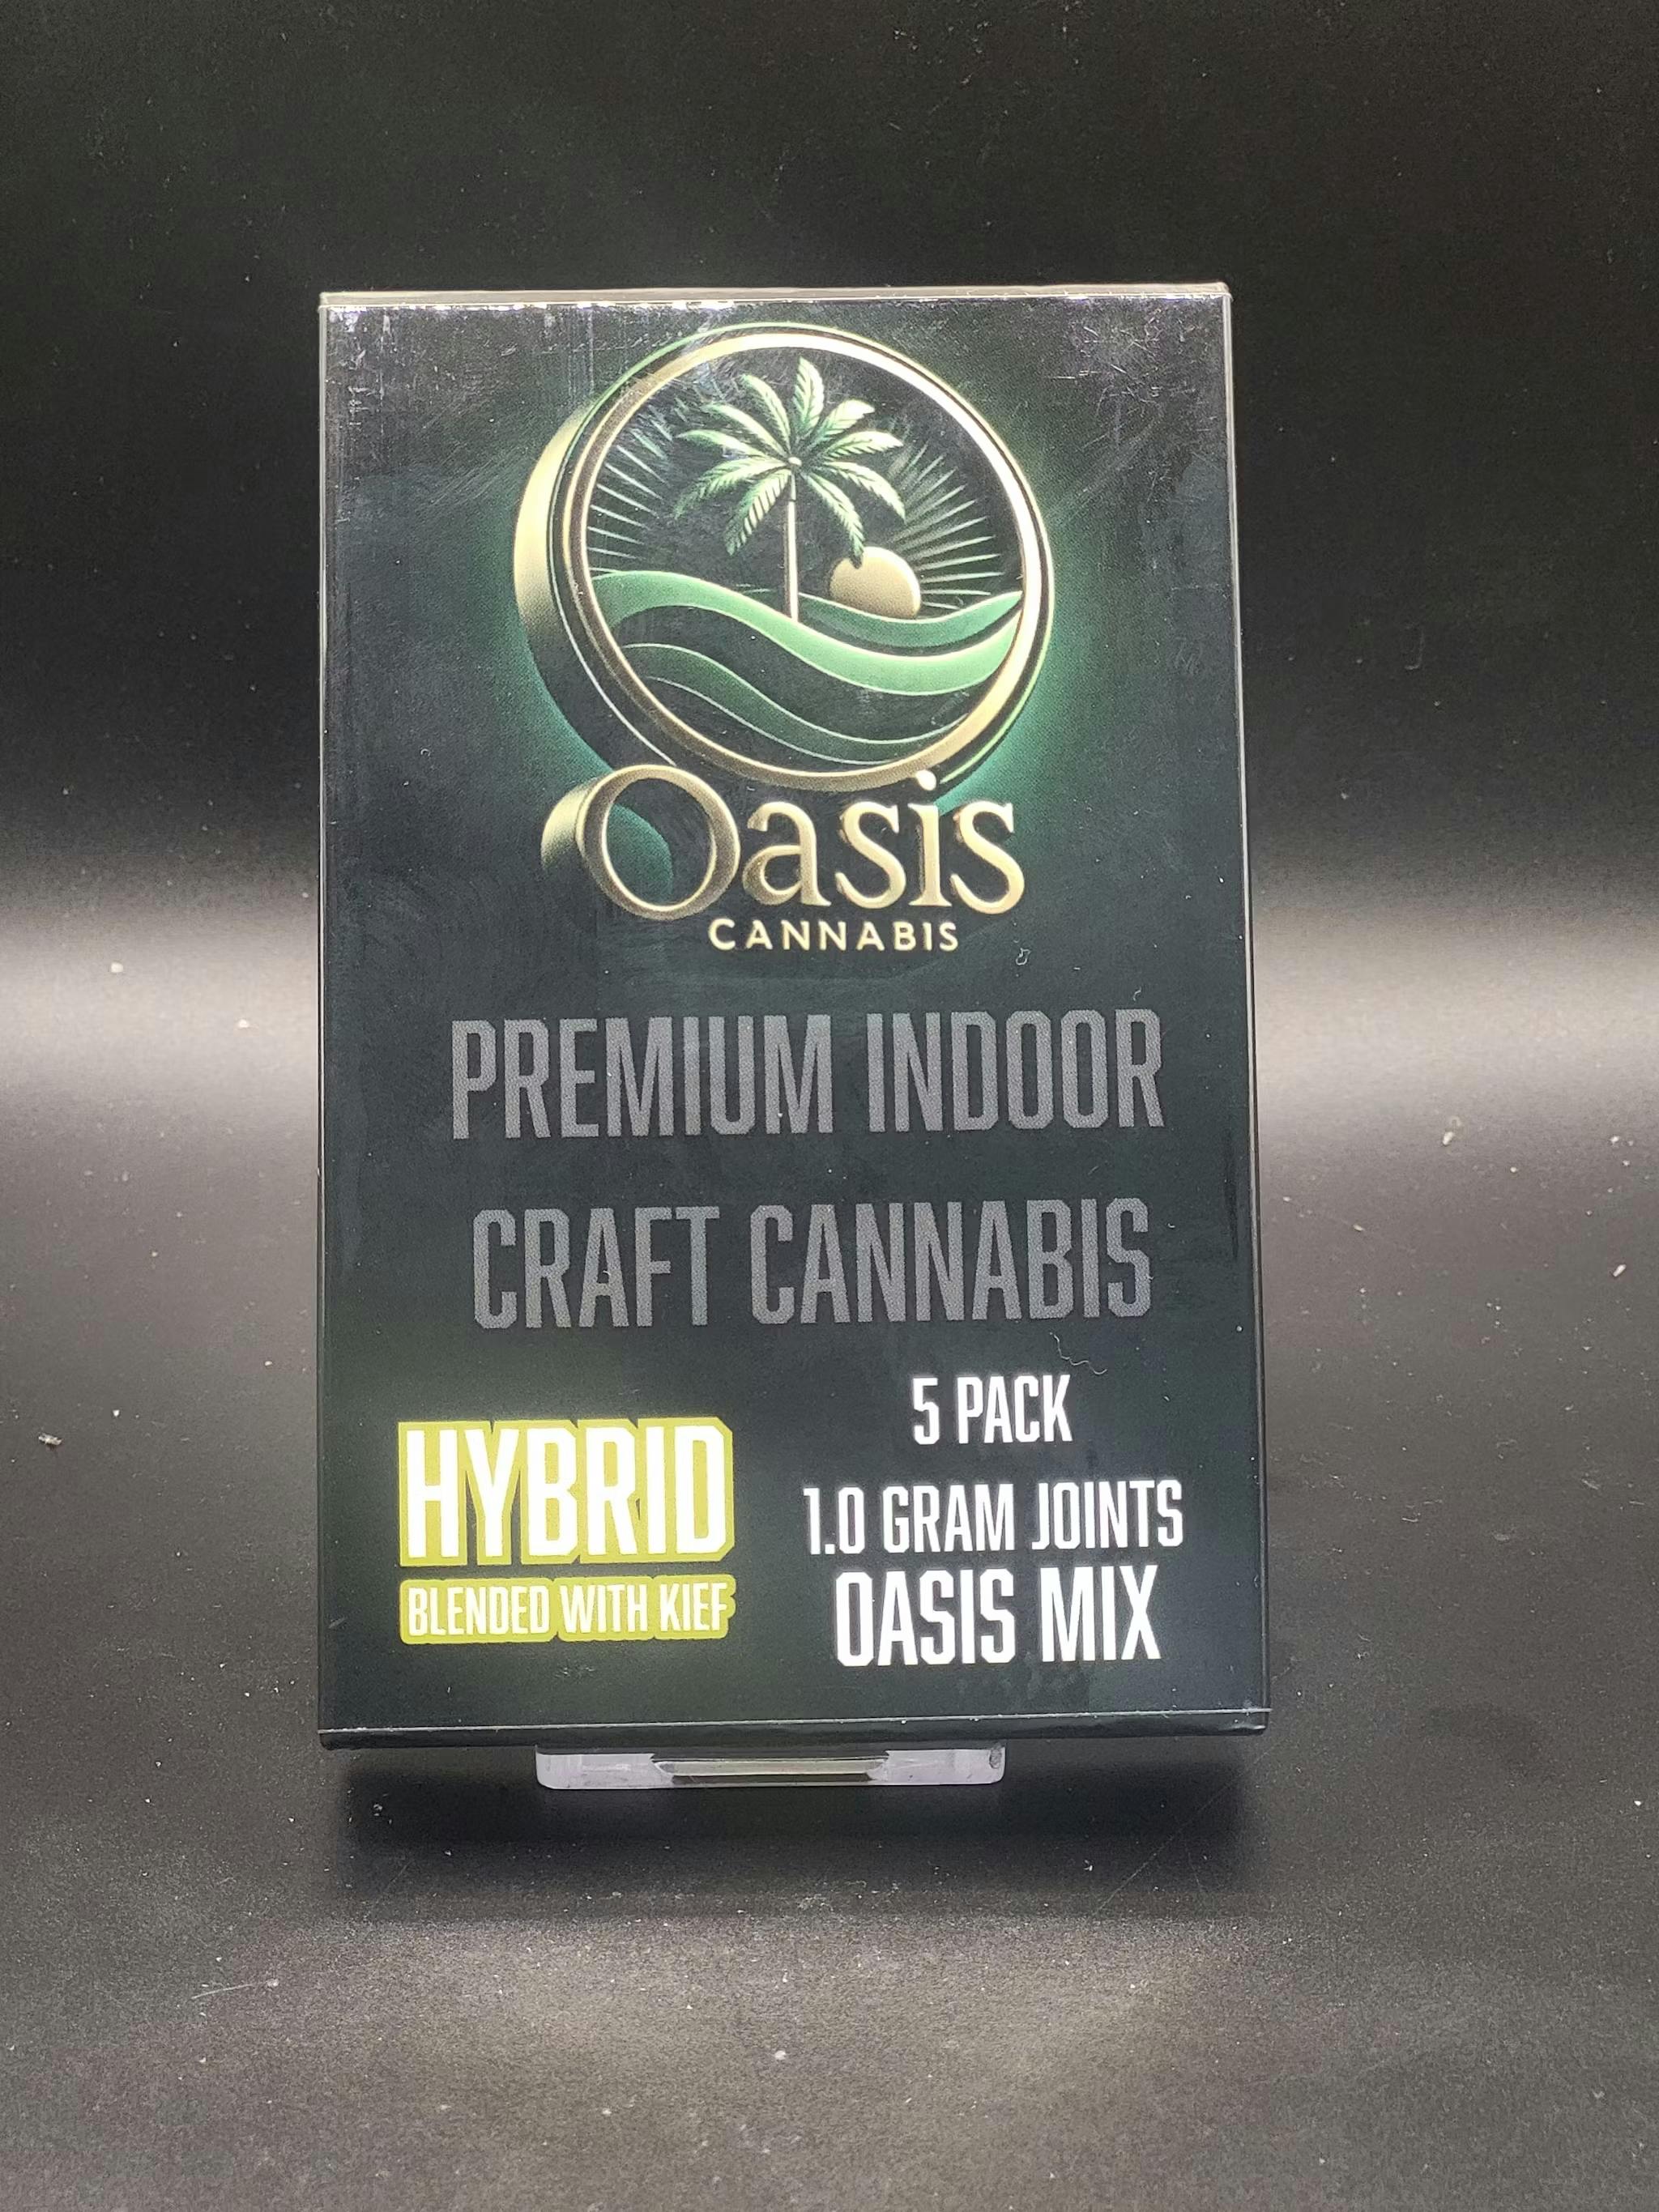 Oasis
CANNABIS
PREMIUM INDOOR
CRAFT CANNABIS
HYBRID
BLENDED WITH KIEF
5 PACK
1.0 GRAM JOINTS
OASIS MIX